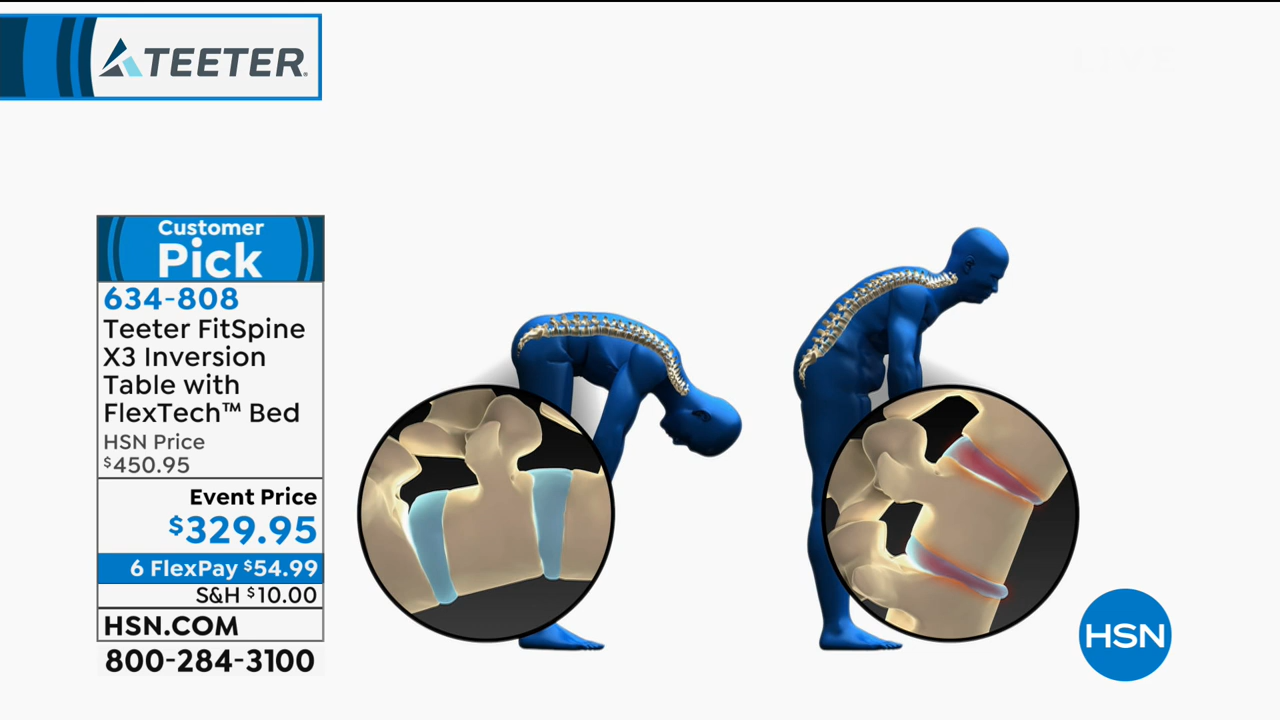 TEETER
LIVE
Customer
Pick
634-808
Teeter FitSpine
X3 Inversion
Table with
FlexTech™ Bed
HSN Price
$450.95
Event Price
$329.95
6 FlexPay $54.99
S&H $10.00
HSN.COM
800-284-3100
HSN